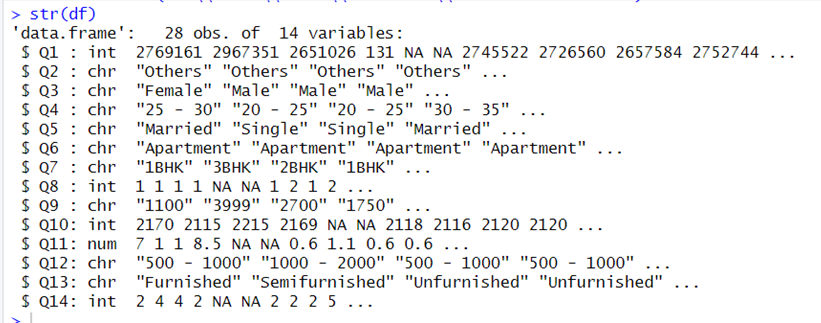 > str(df)
'data.frame':   28 obs. of  14 variables:
 $ Q1 : int  2769161 2967351 2651026 131 NA NA 2745522 2726560 2657584 2752744 ...
 $ Q2 : chr  "Others" "Others" "Others" "Others" ...
 $ Q3 : chr  "Female" "Male" "Male" "Male" ...
 $ Q4 : chr  "25 - 30" "20 - 25" "20 - 25" "30 - 35" ...
 $ Q5 : chr  "Married" "Single" "Single" "Married" ...
 $ Q6 : chr  "Apartment" "Apartment" "Apartment" "Apartment" ...
 $ Q7 : chr  "1BHK" "3BHK" "2BHK" "1BHK" ...
 $ Q8 : int  1 1 1 1 NA NA 1 2 1 2 ...
 $ Q9 : chr  "1100" "3999" "2700" "1750" ...
 $ Q10: int  2170 2115 2215 2169 NA NA 2118 2116 2120 2120 ...
 $ Q11: num  7 1 1 8.5 NA NA 0.6 1.1 0.6 0.6 ...
 $ Q12: chr  "500 - 1000" "1000 - 2000" "500 - 1000" "500 - 1000" ...
 $ Q13: chr  "Furnished" "Semifurnished" "Unfurnished" "Unfurnished" ...
 $ Q14: int  2 4 4 2 NA NA 2 2 2 5 ...
>